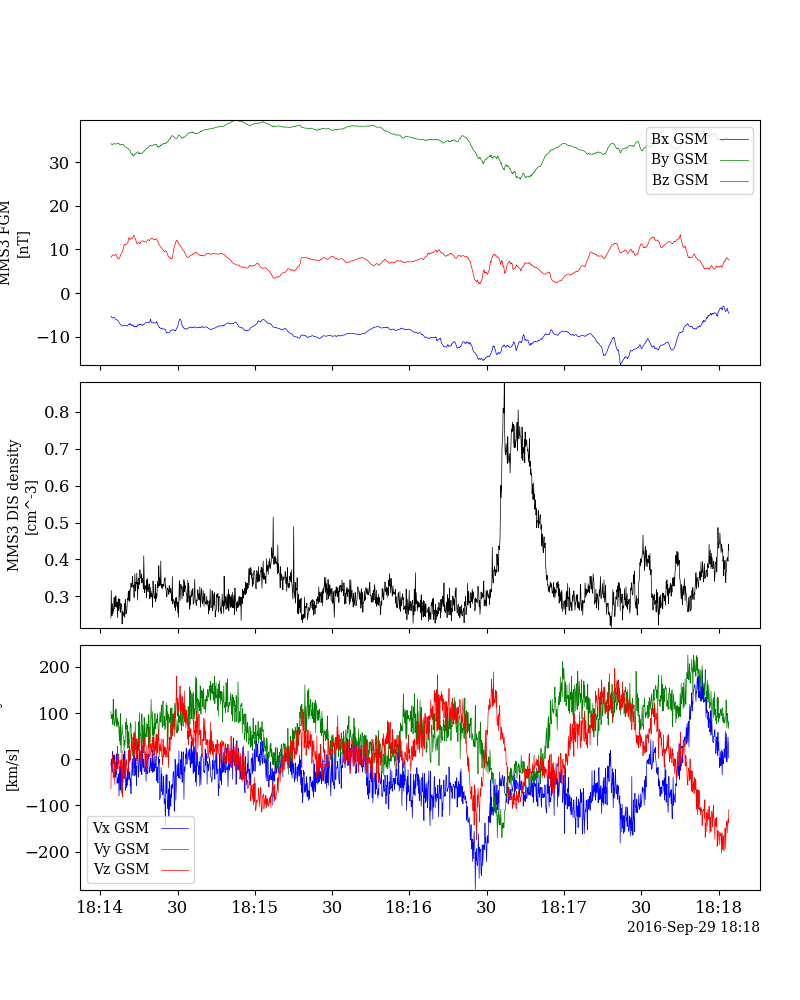 MMS3 FGM
[nT]
30
20
10
0
−10
Bx GSM
By GSM
Bz GSM
MMS3 DIS density
[cm^-3]
0.8
0.7
0.6
0.5
0.4
0.3
[km/s]
200
100
0
−100
−200
Vx GSM
Vy GSM
Vz GSM
18:14
30
18:15
30
18:16
30
18:17
30
18:18
2016-Sep-29 18:18